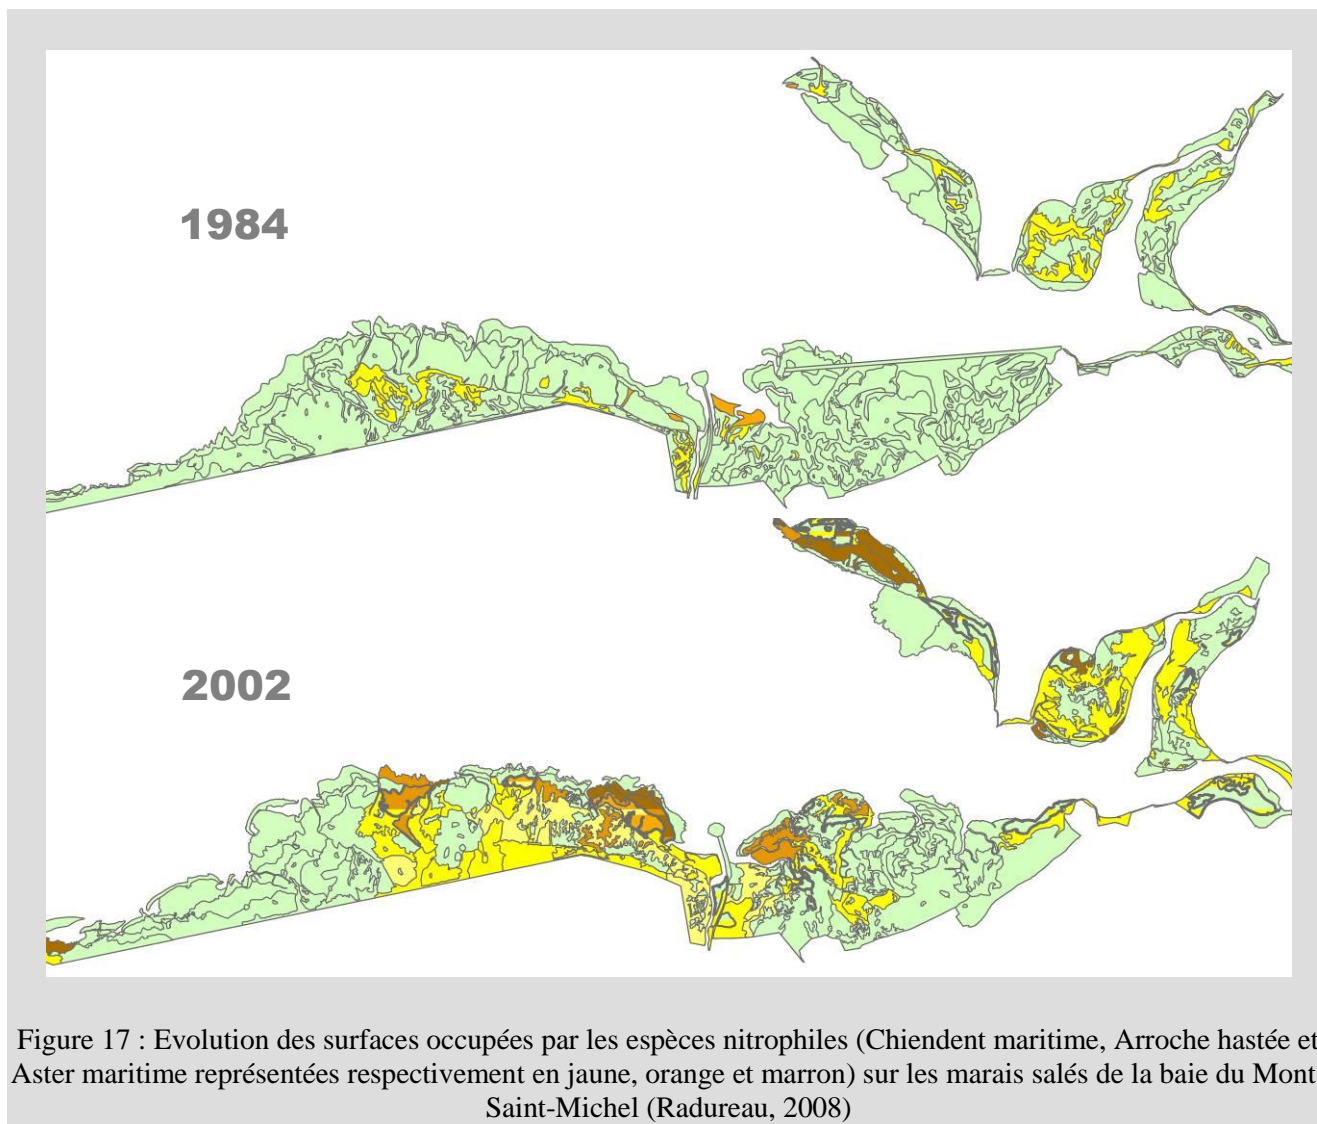 1984
2002
Figure 17 : Evolution des surfaces occupées par les espèces nitrophiles (Chiendent maritime, Arroche hastée et
Aster maritime représentées respectivement en jaune, orange et marron) sur les marais salés de la baie du Mont
Saint-Michel (Radureau, 2008)